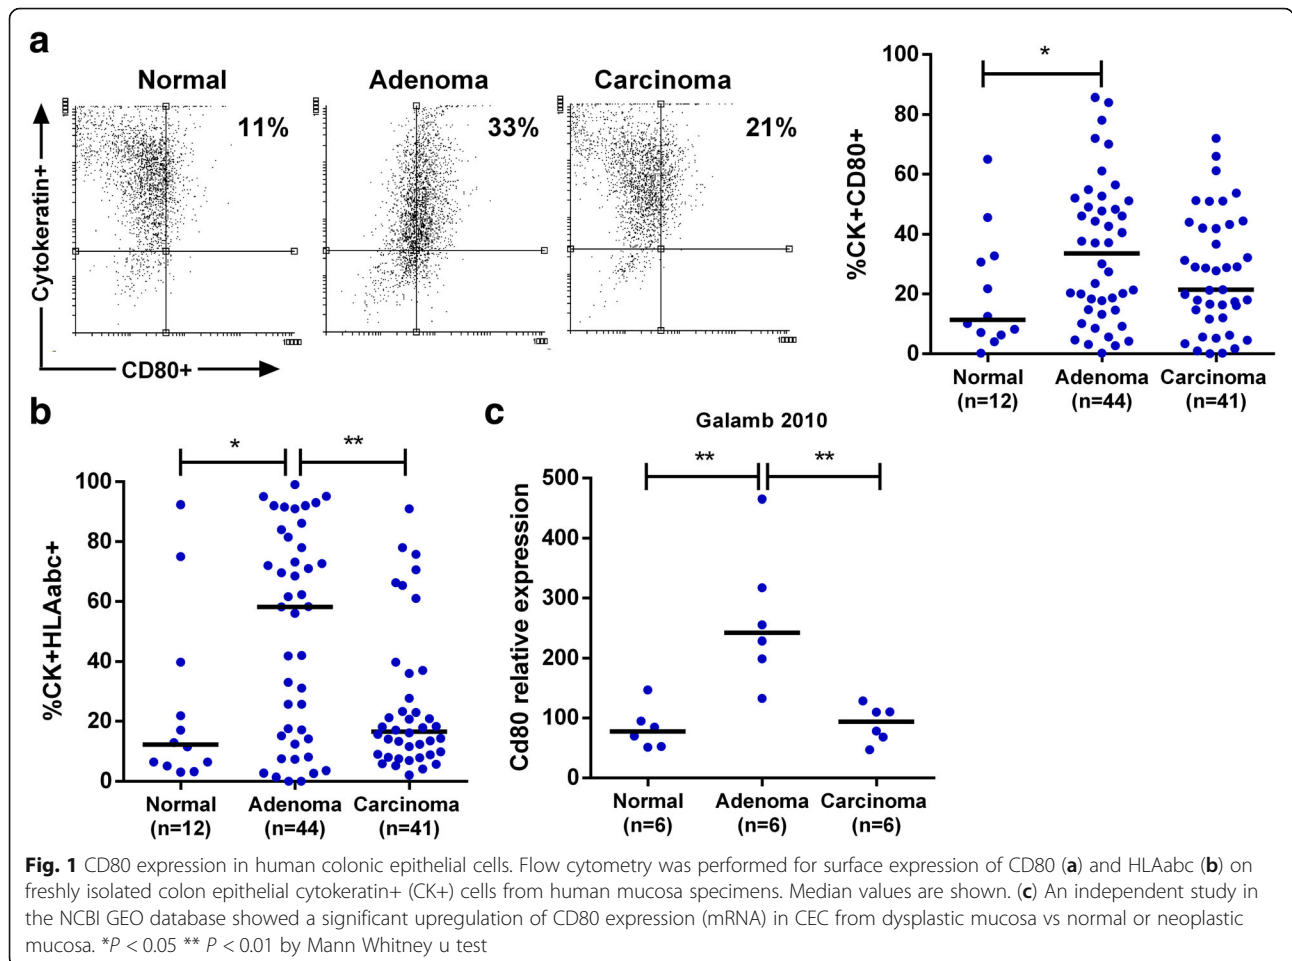 a
Normal
Adenoma
Carcinoma
11%
33%
21%
Cytokeratin+
CD80+
*
100
80
60
40
20
0
%CK+CD80+
Normal
(n=12)
Adenoma
(n=44)
Carcinoma
(n=41)
b
*
**
100
80
60
40
20
0
%CK+HLAabc+
Normal
(n=12)
Adenoma
(n=44)
Carcinoma
(n=41)
c
Galamb 2010
**
**
500
400
300
200
100
0
Cd80 relative expression
Normal
(n=6)
Adenoma
(n=6)
Carcinoma
(n=6)
Fig. 1 CD80 expression in human colonic epithelial cells. Flow cytometry was performed for surface expression of CD80 (a) and HLAabc (b) on
freshly isolated colon epithelial cytokeratin+ (CK+) cells from human mucosa specimens. Median values are shown. (c) An independent study in
the NCBI GEO database showed a significant upregulation of CD80 expression (mRNA) in CEC from dysplastic mucosa vs normal or neoplastic
mucosa. *P < 0.05 ** P < 0.01 by Mann Whitney u test